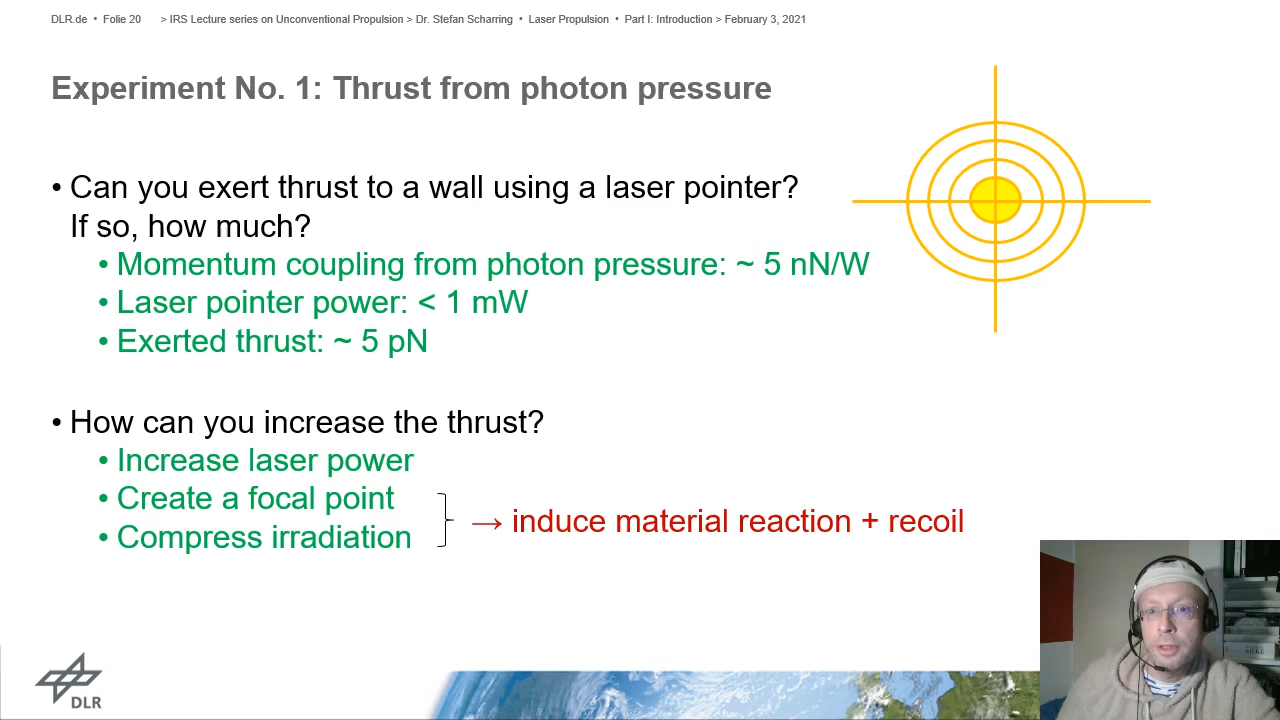 DLR.de • Folie 20 > IRS Lecture series on Unconventional Propulsion > Dr. Stefan Scharring • Laser Propulsion • Part I: Introduction > February 3, 2021
Experiment No. 1: Thrust from photon pressure
• Can you exert thrust to a wall using a laser pointer?
If so, how much?
• Momentum coupling from photon pressure: ~ 5 nN/W
• Laser pointer power: < 1 mW
• Exerted thrust: ~ 5 pN
• How can you increase the thrust?
• Increase laser power
• Create a focal point
• Compress irradiation
→ induce material reaction + recoil
DLR